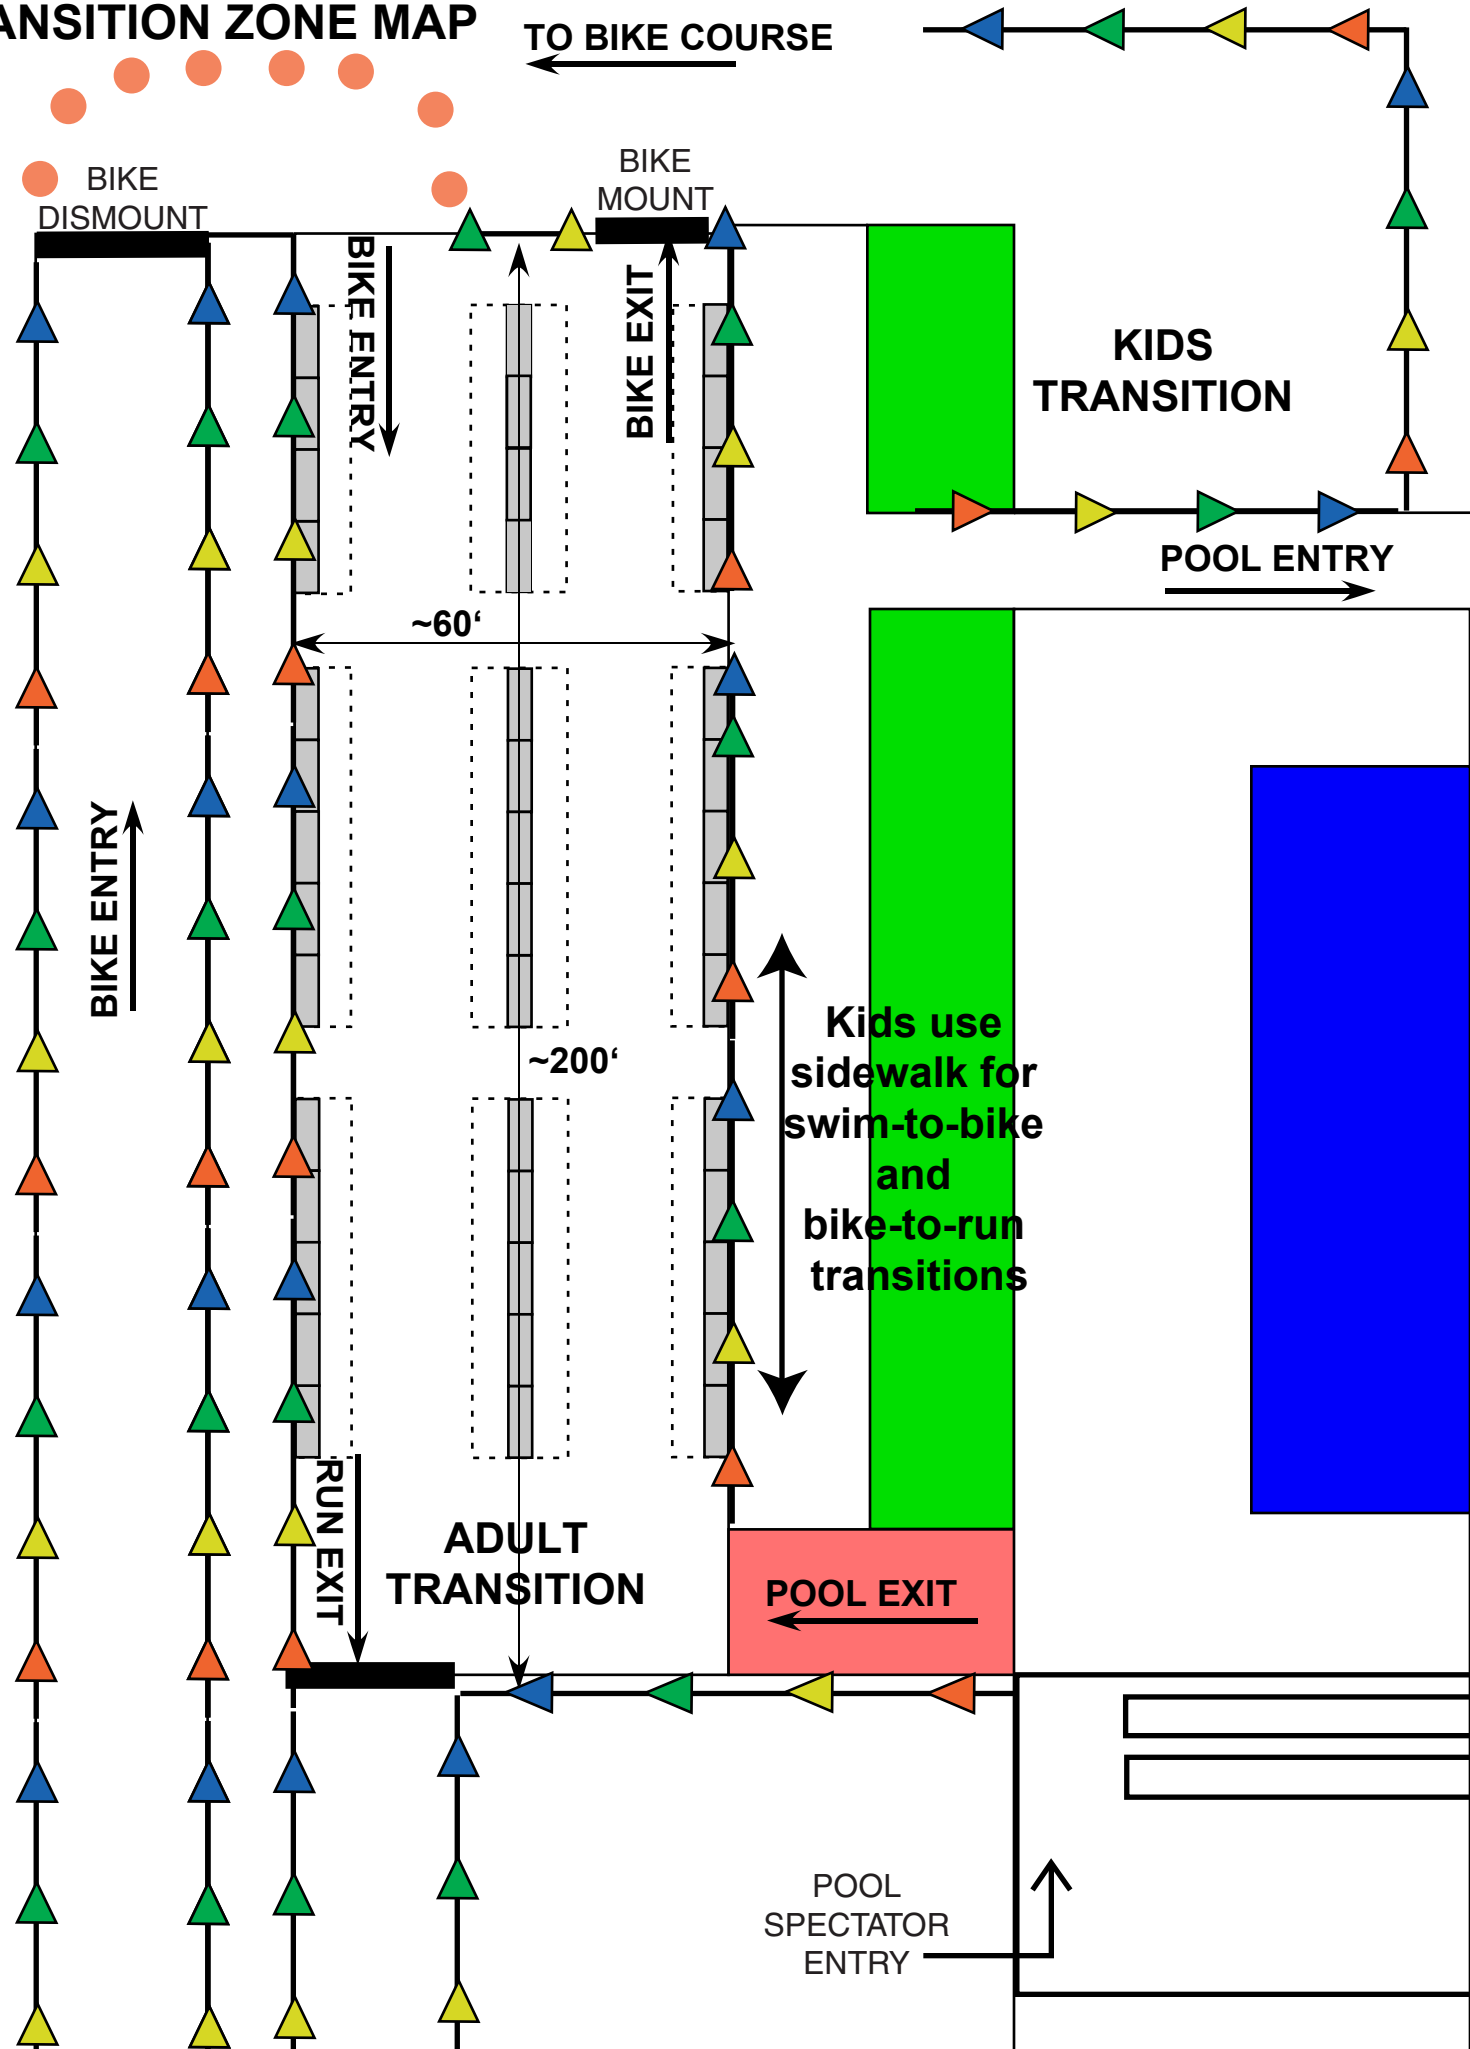 ANSITION ZONE MAP
TO BIKE COURSE
BIKE
DISMOUNT
BIKE
MOUNT
BIKE ENTRY
BIKE EXIT
KIDS
TRANSITION
POOL ENTRY
~60‘
BIKE ENTRY
Kids use
sidewalk for
swim-to-bike
and
bike-to-run
transitions
~200‘
RUN EXIT
ADULT
TRANSITION
POOL EXIT
POOL
SPECTATOR
ENTRY